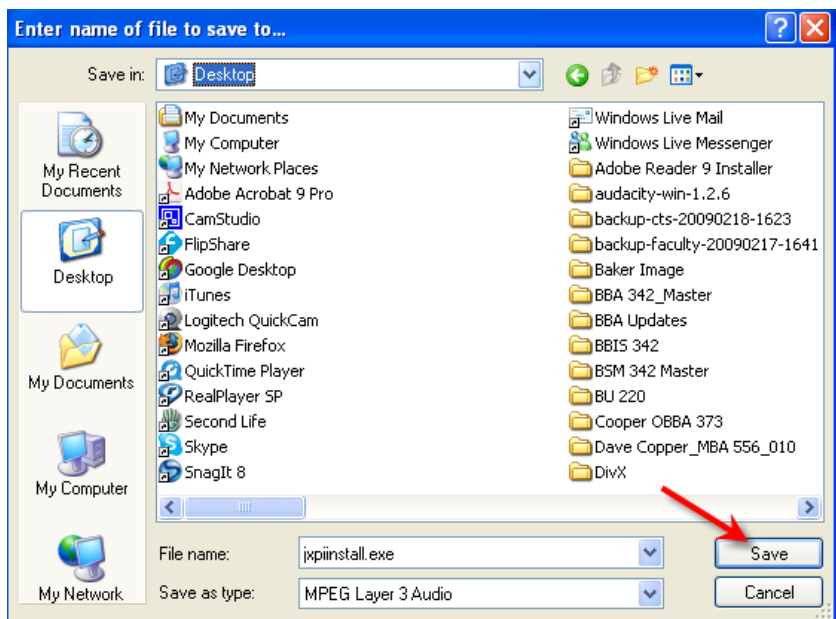 Enter name of file to save to...
Save in:
Desktop
My Recent
Documents
Desktop
My Documents
My Computer
My Network
My Documents
My Computer
My Network Places
Adobe Acrobat 9 Pro
CamStudio
FlipShare
Google Desktop
iTunes
Logitech QuickCam
Mozilla Firefox
QuickTime Player
RealPlayer SP
Second Life
Skype
SnagIt 8
Windows Live Mail
Windows Live Messenger
Adobe Reader 9 Installer
audacity-win-1.2.6
backup-cts-20090218-1623
backup-faculty-20090217-1641
Baker Image
BBA 342_Master
BBA Updates
BBIS 342
BSM 342 Master
BU 220
Cooper OBBA 373
Dave Copper_MBA 556_010
DivX
File name:
jxpiinstall.exe
Save
Save as type:
MPEG Layer 3 Audio
Cancel